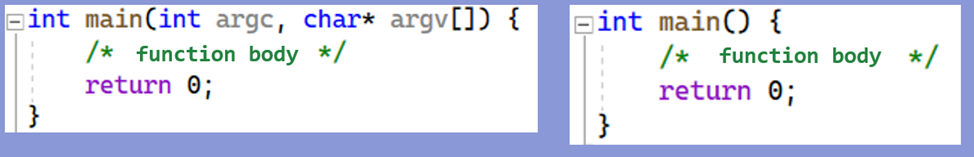 int main(int argc, char* argv[]) {
/* function body */
return 0;
}
int main() {
/* function body */
return 0;
}